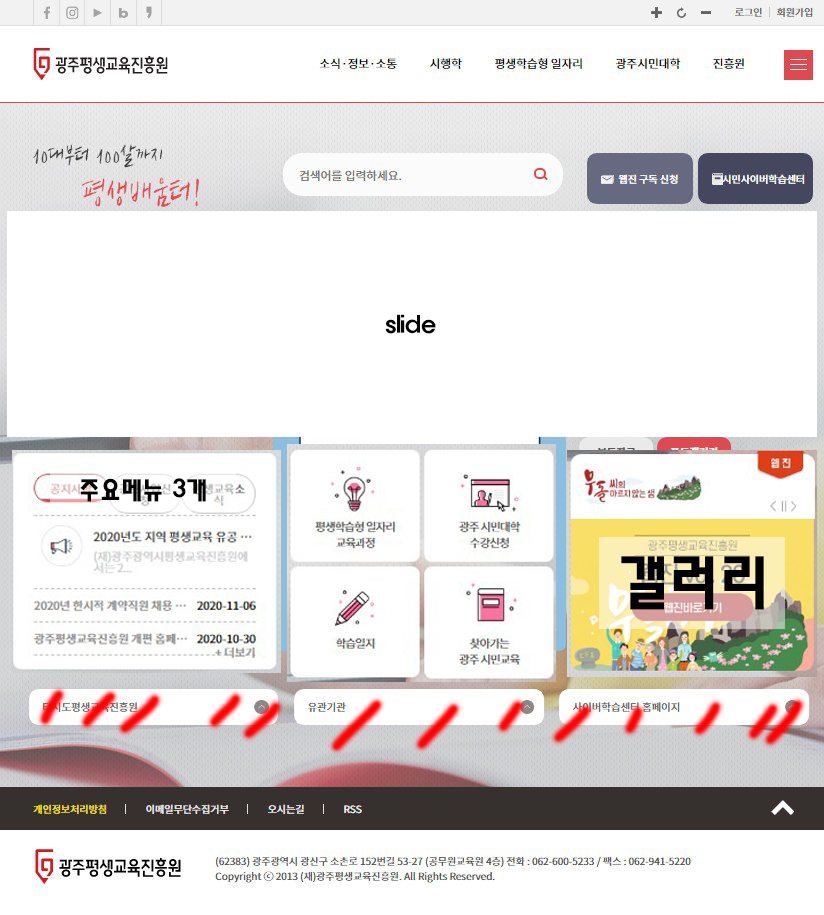 로그인 회원가입
광주평생교육진흥원
소식·정보·소통 시행학 평생학습형 일자리 광주시민대학 진흥원
10대부터 100살까지
평생배움터!
검색어를 입력하세요.
웹진 구독 신청
시민사이버학습센터
slide
공지사
주요메뉴 3개
교육소
식
2020년도 지역 평생교육 유공 ···
(재)광주광역시평생교육진흥원에
서는 2...
2020년 한시적 계약직원 채용 ··· 2020-11-06
광주평생교육진흥원 개편 홈페··· 2020-10-30
+ 더보기
평생학습형 일자리
교육과정
광주 시민대학
수강신청
학습일지
찾아가는
광주 시민교육
웹진
무돌 씨의
마르지 않는 샘
광주평생교육진흥원
갤러리
웹진바로가기
타시도평생교육진흥원
유관기관
사이버학습센터 홈페이지
개인정보처리방침 이메일무단수집거부 오시는길 RSS
광주평생교육진흥원
(62383) 광주광역시 광산구 소촌로 152번길 53-27 (공무원교육원 4층) 전화 : 062-600-5233 / 팩스 : 062-941-5220
Copyright ⓒ 2013 (재)광주평생교육진흥원. All Rights Reserved.